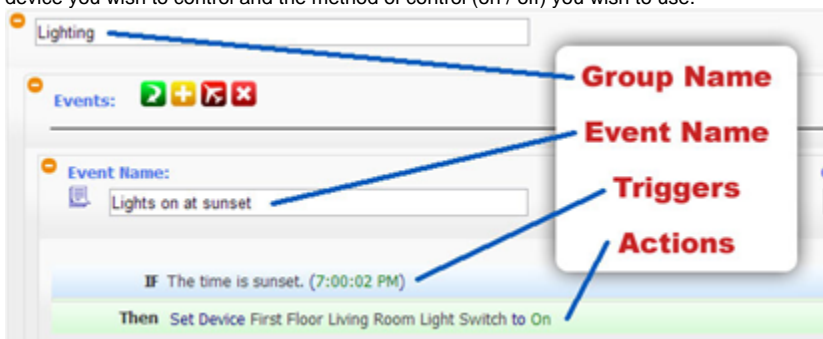 device you wish to control and the method of control (on / off) you wish to use.
Lighting
Group Name
Events:
Event Name
Event Name:
Lights on at sunset
Triggers
Actions
IF The time is sunset. (7:00:02 PM)
Then Set Device First Floor Living Room Light Switch to On